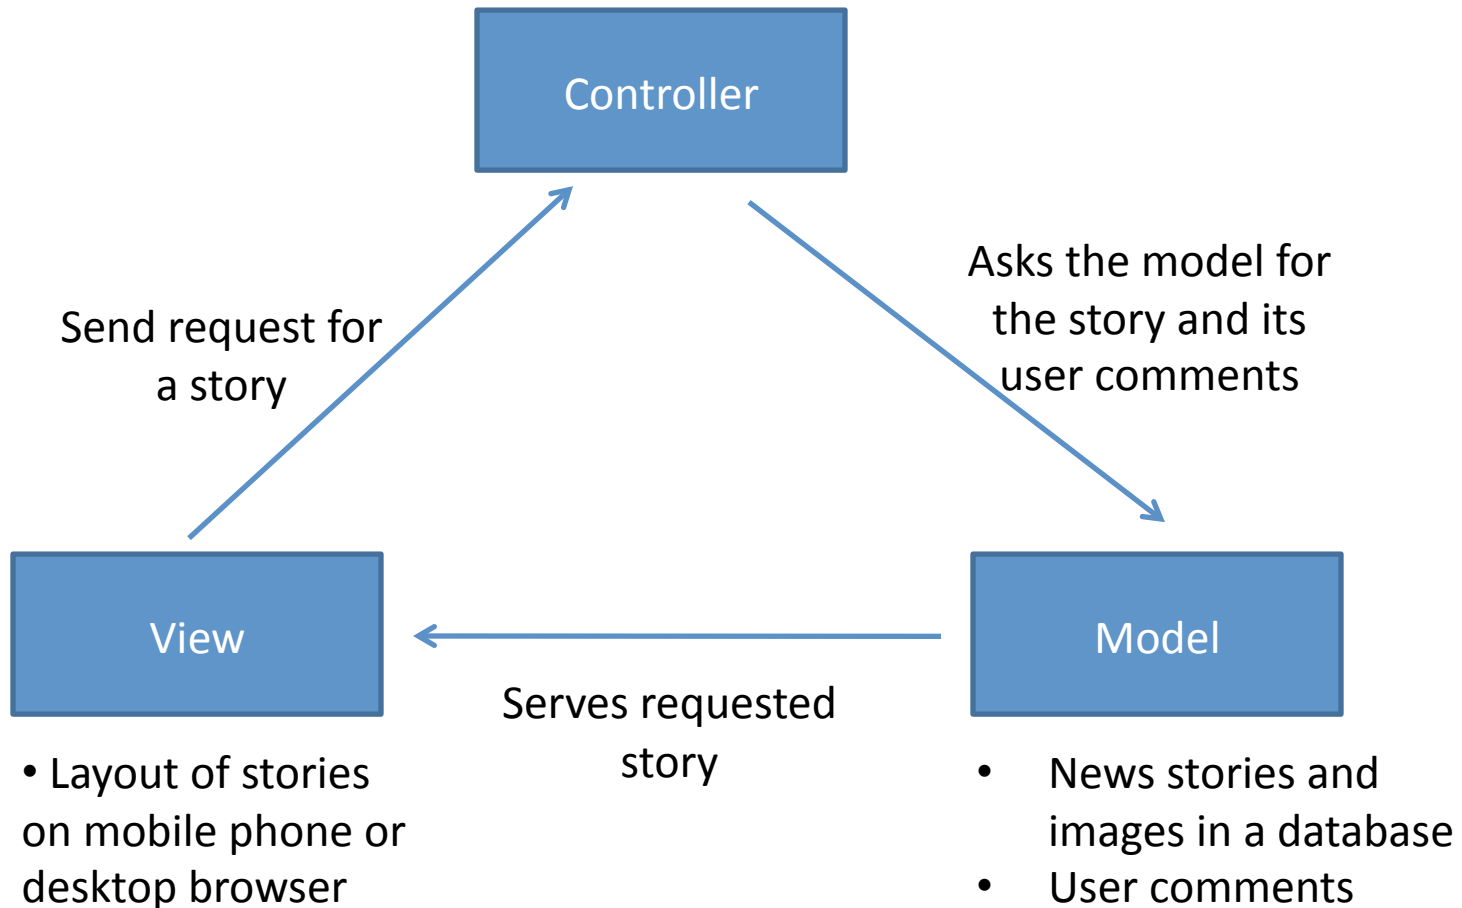 Controller
Asks the model for
the story and its
user comments
Send request for
a story
View
Model
Serves requested
story
• Layout of stories
on mobile phone or
desktop browser
• News stories and
images in a database
• User comments